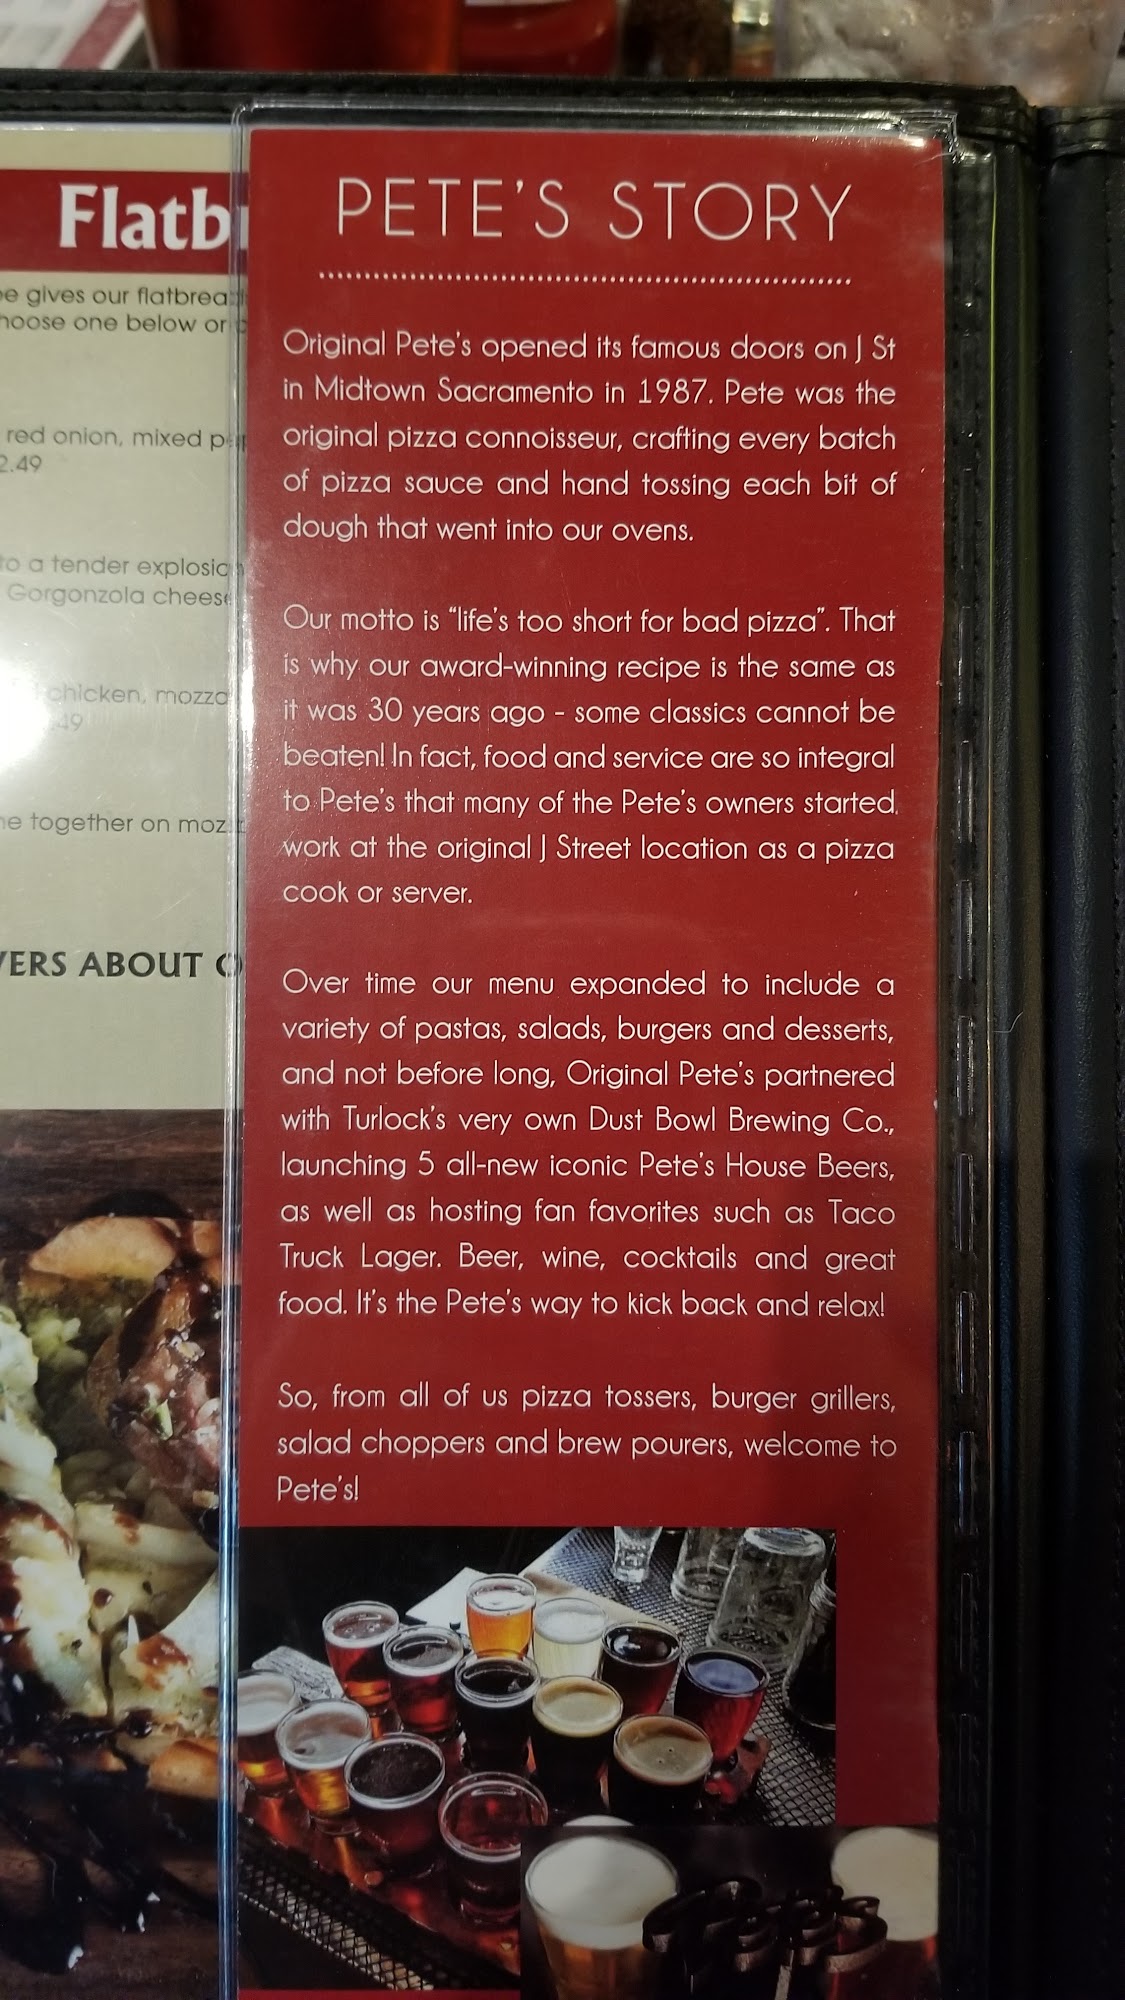 Flatb
e gives our flatbrea
hoose one below or
red onion, mixed
2.49
to a tender explosio
Gorgonzola cheese
chicken, mozza
.49
e together on moz
ERS ABOUT
PETE'S STORY
Original Pete's opened its famous doors on J St
in Midtown Sacramento in 1987. Pete was the
original pizza connoisseur, crafting every batch
of pizza sauce and hand tossing each bit of
dough that went into our ovens.
Our motto is “life's too short for bad pizza”. That
is why our award-winning recipe is the same as
it was 30 years ago - some classics cannot be
beaten! In fact, food and service are so integral
to Pete's that many of the Pete's owners started
work at the original J Street location as a pizza
cook or server.
Over time our menu expanded to include a
variety of pastas, salads, burgers and desserts,
and not before long, Original Pete's partnered
with Turlock's very own Dust Bowl Brewing Co.,
launching 5 all-new iconic Pete's House Beers,
as well as hosting fan favorites such as Taco
Truck Lager. Beer, wine, cocktails and great
food. It's the Pete's way to kick back and relax!
So, from all of us pizza tossers, burger grillers,
salad choppers and brew pourers, welcome to
Pete's!
Pete's